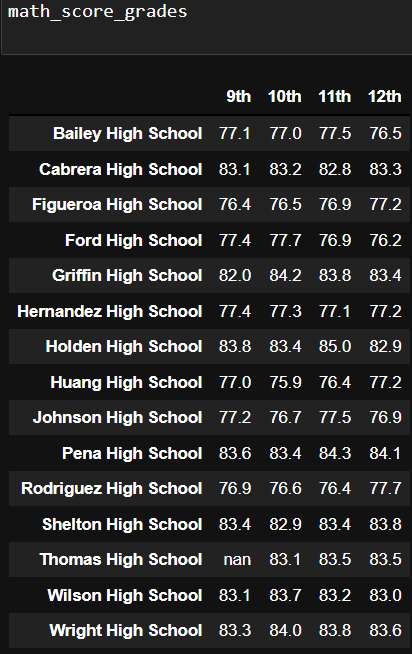 math_score_grades
9th 10th 11th 12th
Bailey High School 77.1 77.0 77.5 76.5
Cabrera High School 83.1 83.2 82.8 83.3
Figueroa High School 76.4 76.5 76.9 77.2
Ford High School 77.4 77.7 76.9 76.2
Griffin High School 82.0 84.2 83.8 83.4
Hernandez High School 77.4 77.3 77.1 77.2
Holden High School 83.8 83.4 85.0 82.9
Huang High School 77.0 75.9 76.4 77.2
Johnson High School 77.2 76.7 77.5 76.9
Pena High School 83.6 83.4 84.3 84.1
Rodriguez High School 76.9 76.6 76.4 77.7
Shelton High School 83.4 82.9 83.4 83.8
Thomas High School nan 83.1 83.5 83.5
Wilson High School 83.1 83.7 83.2 83.0
Wright High School 83.3 84.0 83.8 83.6